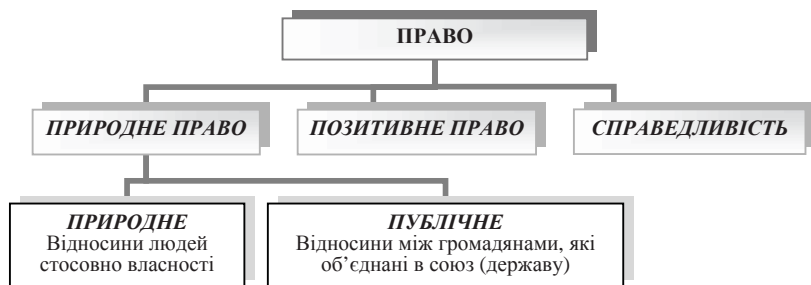 ПРАВО
ПРИРОДНЕ ПРАВО
ПОЗИТИВНЕ ПРАВО
СПРАВЕДЛИВІСТЬ
ПРИРОДНЕ
Відносини людей
стосовно власності
ПУБЛІЧНЕ
Відносини між громадянами, які
об’єднані в союз (державу)